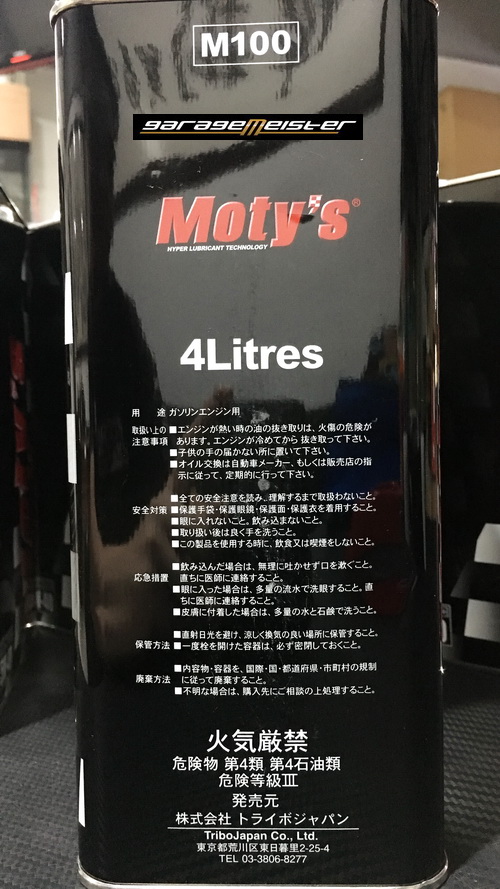 M100
garagemeister
Moty's®
HYPER LUBRICANT TECHNOLOGY
4Litres
用 途 ガソリンエンジン用
取扱い上の ■エンジンが熱い時の油の抜き取りは、火傷の危険が
注意事項 あります。エンジンが冷めてから 抜き取って下さい。
■子供の手の届かない所に置いて下さい。
■オイル交換は自動車メーカー、もしくは販売店の指
示に従って、定期的に行って下さい。
■全ての安全注意を読み、理解するまで取扱わないこと。
安全対策 ■保護手袋・保護眼鏡・保護面・保護衣を着用すること。
■眼に入れないこと。飲み込まないこと。
■取り扱い後は良く手を洗うこと。
■この製品を使用する時に、飲食又は喫煙をしないこと。
■飲み込んだ場合は、無理に吐かせず口を漱ぐこと。
応急措置 直ちに医師に連絡すること。
■眼に入った場合は、多量の流水で洗眼すること。直
ちに医師に連絡すること。
■皮膚に付着した場合は、多量の水と石鹸で洗うこと。
■直射日光を避け、涼しく換気の良い場所に保管すること。
保管方法 ■一度栓を開けた容器は、必ず密閉しておくこと。
■内容物・容器を、国際・国・都道府県・市町村の規制
廃棄方法 に従って廃棄すること。
■不明な場合は、購入先にご相談の上処理すること。
火気厳禁
危険物 第4類 第4石油類
危険等級Ⅲ
発売元
株式会社 トライボジャパン
TriboJapan Co., Ltd.
東京都荒川区東日暮里2-25-4
TEL 03-3806-8277